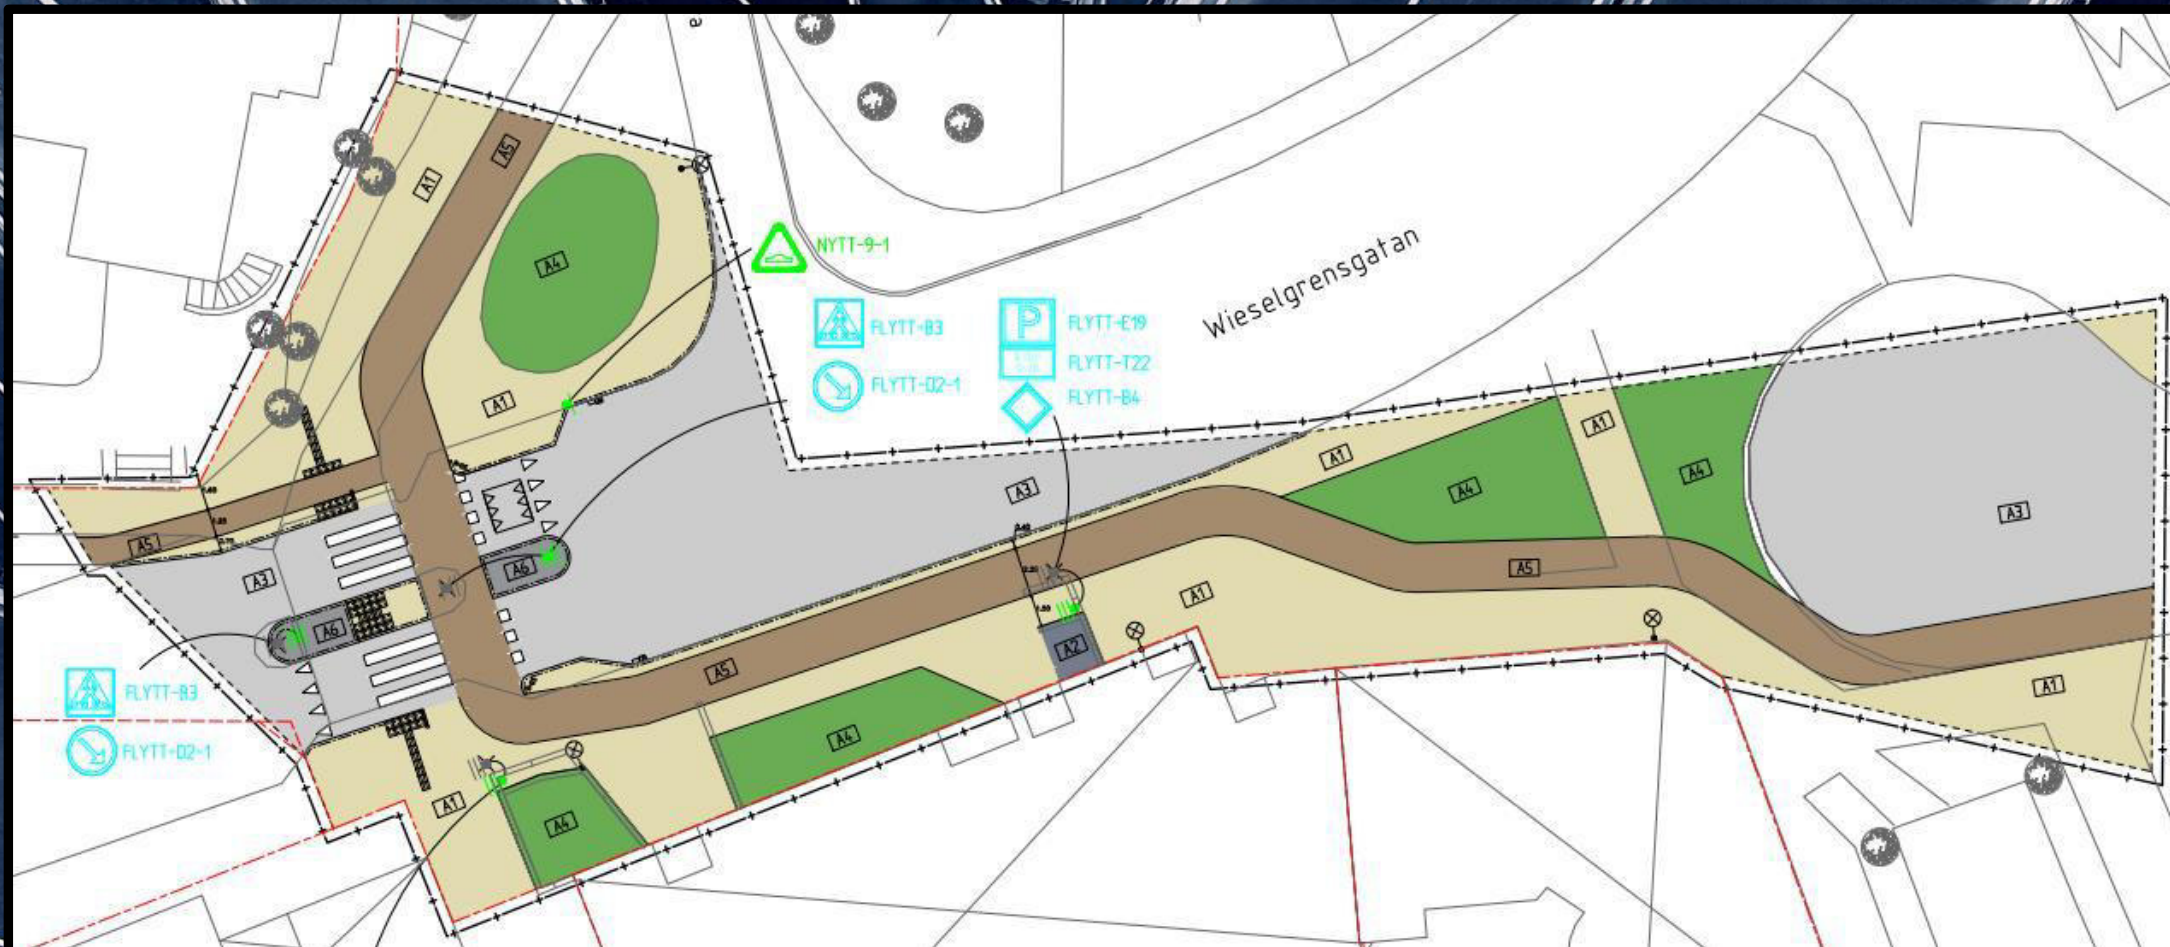 a
A5
A1
A4
NYTT-9-1
Wieselgrensgatan
FLYTT-B3
FLYTT-E19
FLYTT-T22
FLYTT-D2-1
FLYTT-B4
A1
A1
A1
A4
A4
A3
A3
A5
A3
A6
A5
A1
A6
A2
A5
A1
FLYTT-B3
FLYTT-D2-1
A4
A1
A4